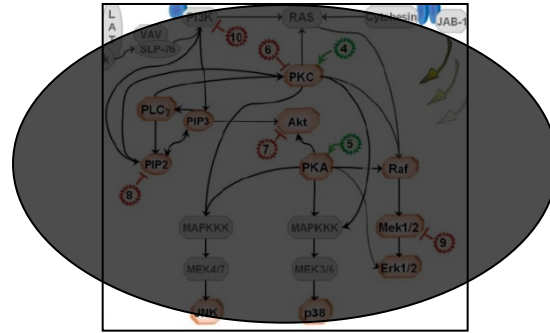 L
A
T
k
PI3K
RAS
Cytohesin
JAB-1
VAV
SLP-76
10
6
PKC
4
PLCγ
PIP3
Akt
7
5
PIP2
PKA
Raf
8
MAPKKK
MAPKKK
Mek1/2
9
MEK4/7
MEK3/6
Erk1/2
JNK
p38